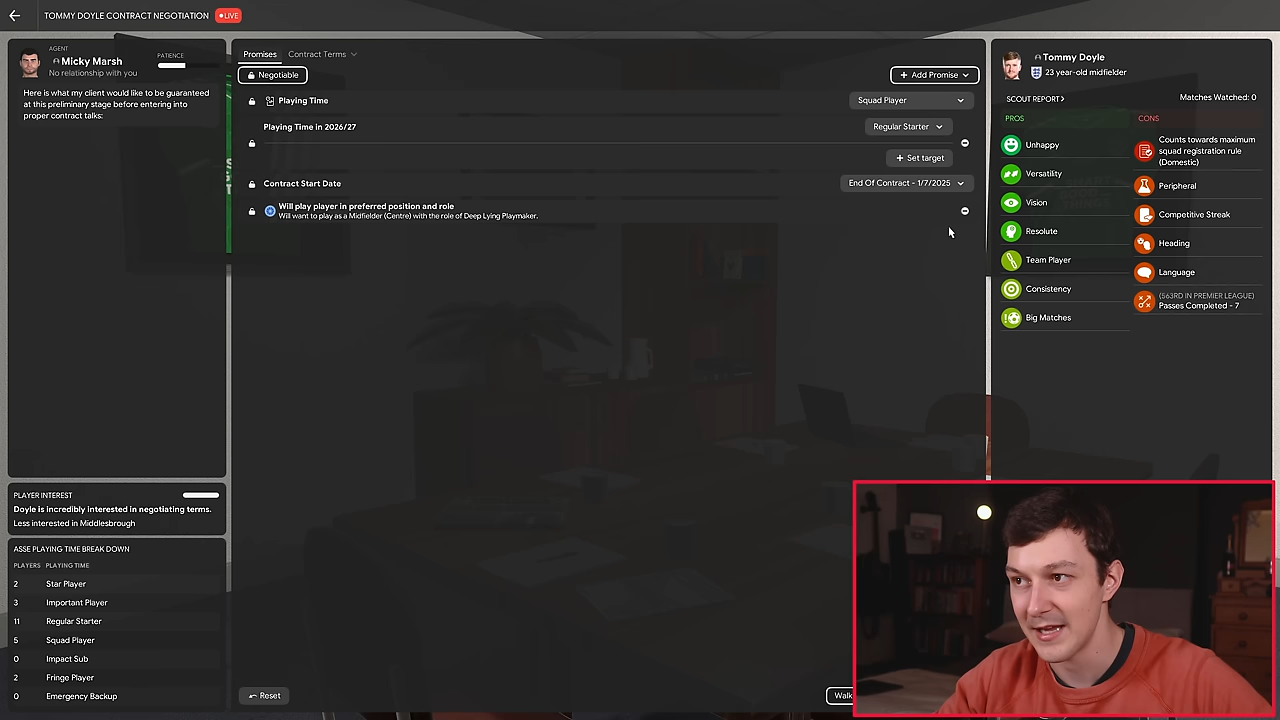 TOMMY DOYLE CONTRACT NEGOTIATION
LIVE
AGENT
Micky Marsh
No relationship with you
PATIENCE
Here is what my client would like to be guaranteed
at this preliminary stage before entering into
proper contract talks:
PLAYER INTEREST
Doyle is incredibly interested in negotiating terms.
Less interested in Middlesbrough
ASSE PLAYING TIME BREAK DOWN
PLAYERS PLAYING TIME
2 Star Player
3 Important Player
11 Regular Starter
5 Squad Player
0 Impact Sub
2 Fringe Player
0 Emergency Backup
Promises Contract Terms
Negotiable
+ Add Promise
Playing Time Squad Player
Playing Time in 2026/27 Regular Starter
+ Set target
Contract Start Date End Of Contract - 1/7/2025
Will play player in preferred position and role
Will want to play as a Midfielder (Centre) with the role of Deep Lying Playmaker.
Reset
Walk
Tommy Doyle
23 year-old midfielder
SCOUT REPORT >
Matches Watched: 0
PROS
Unhappy
Versatility
Vision
Resolute
Team Player
Consistency
Big Matches
CONS
Counts towards maximum
squad registration rule
(Domestic)
Peripheral
Competitive Streak
Heading
Language
(563RD IN PREMIER LEAGUE)
Passes Completed - 7